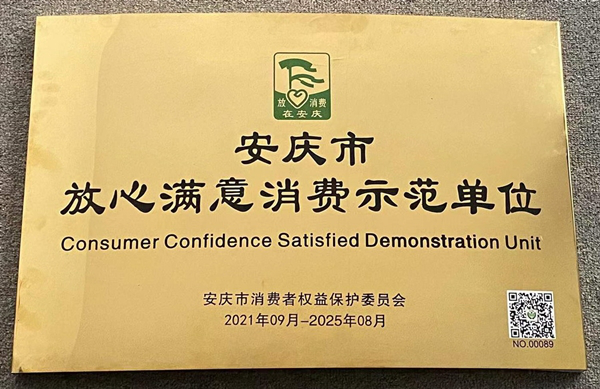 放 消费
在安庆
安庆市
放心满意消费示范单位
Consumer Confidence Satisfied Demonstration Unit
安庆市消费者权益保护委员会
2021年09月-2025年08月
NO.00089